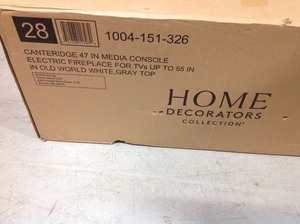 28
1004-151-326
CANTERIDGE 47 IN MEDIA CONSOLE
ELECTRIC FIREPLACE FOR TVs UP TO 55 IN
IN OLD WORLD WHITE,GRAY TOP
HOME
DECORATORS
COLLECTION